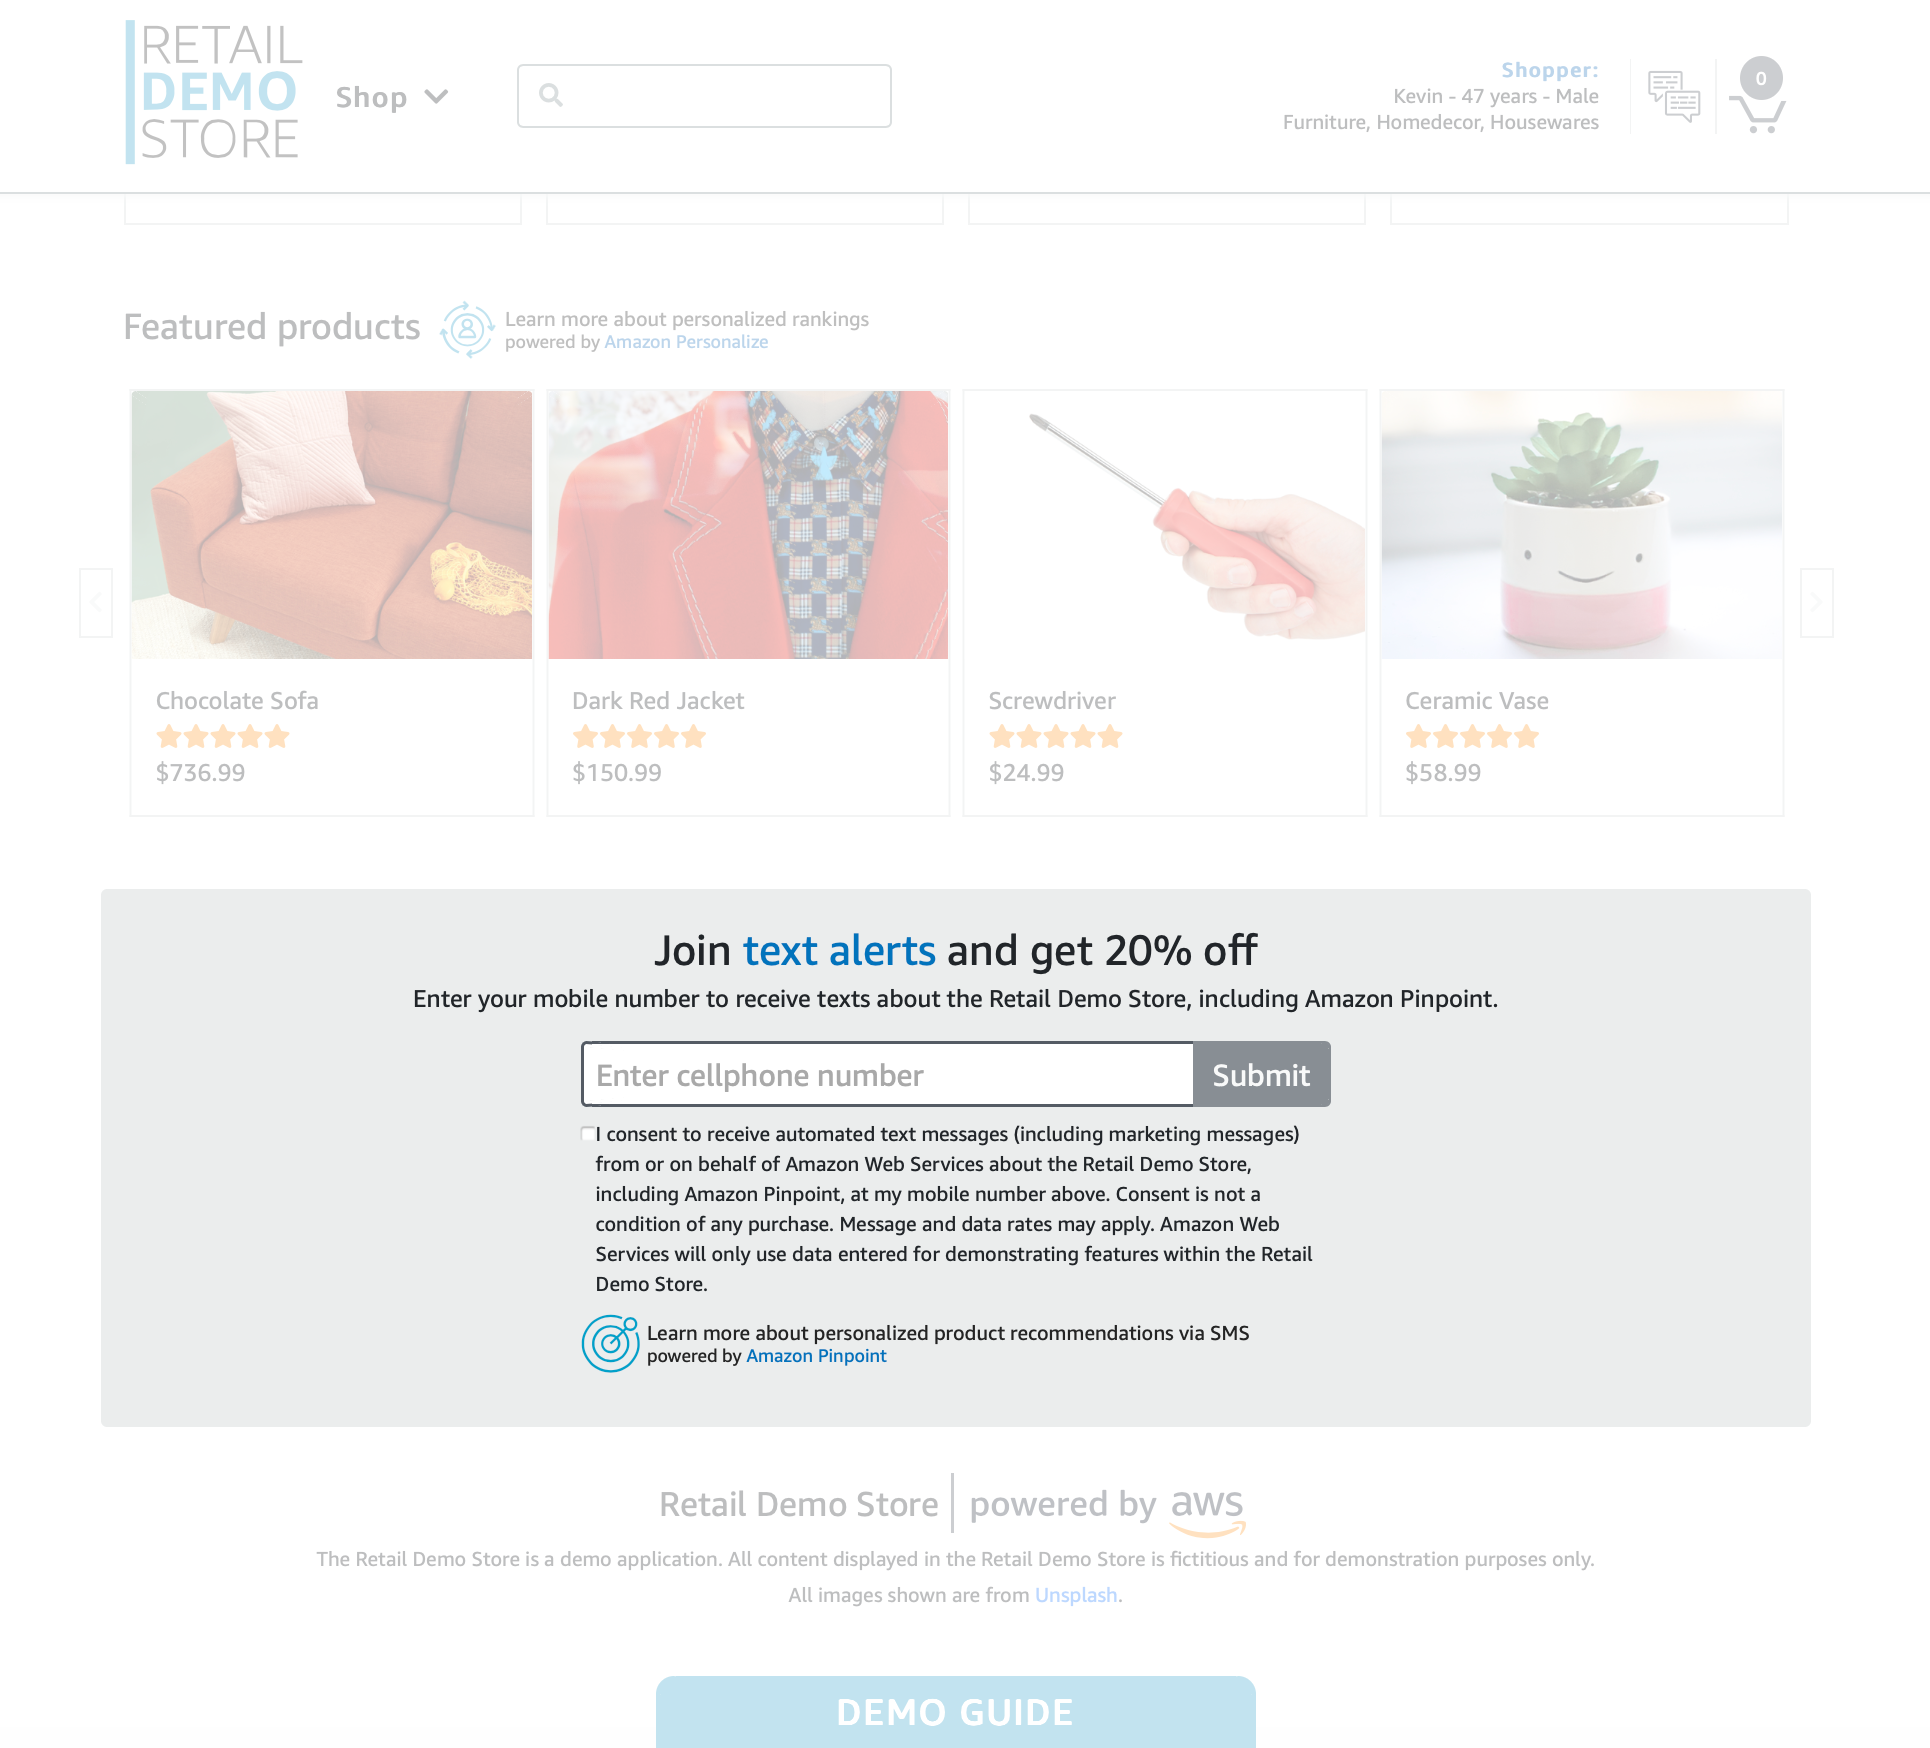 RETAIL
DEMO
STORE
Shop
Shopper:
Kevin - 47 years - Male
Furniture, Homedecor, Housewares
0
Featured products
Learn more about personalized rankings
powered by Amazon Personalize
Chocolate Sofa
$736.99
Dark Red Jacket
$150.99
Screwdriver
$24.99
Ceramic Vase
$58.99
Join text alerts and get 20% off
Enter your mobile number to receive texts about the Retail Demo Store, including Amazon Pinpoint.
Enter cellphone number
Submit
I consent to receive automated text messages (including marketing messages)
from or on behalf of Amazon Web Services about the Retail Demo Store,
including Amazon Pinpoint, at my mobile number above. Consent is not a
condition of any purchase. Message and data rates may apply. Amazon Web
Services will only use data entered for demonstrating features within the Retail
Demo Store.
Learn more about personalized product recommendations via SMS
powered by Amazon Pinpoint
Retail Demo Store | powered by aws
The Retail Demo Store is a demo application. All content displayed in the Retail Demo Store is fictitious and for demonstration purposes only.
All images shown are from Unsplash.
DEMO GUIDE